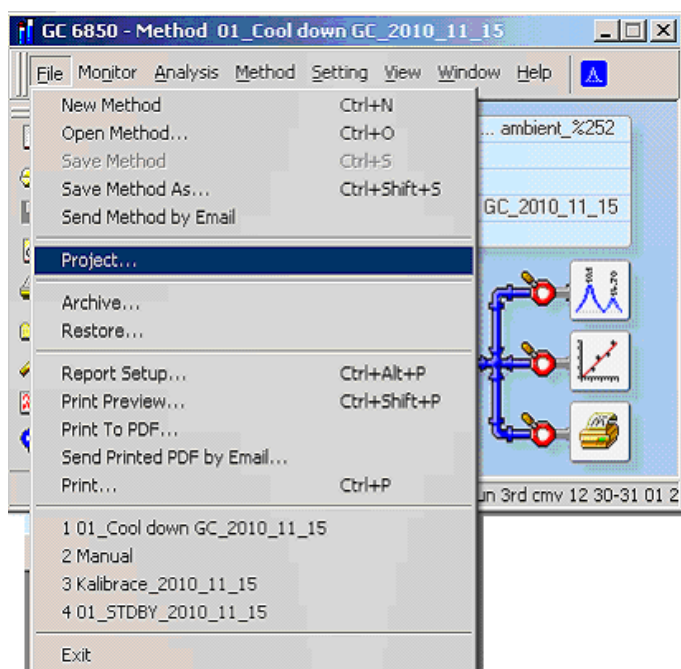 GC 6850 - Method 01_Cool down GC_2010_11_15
File Monitor Analysis Method Setting View Window Help
New Method Ctrl+N
Open Method... Ctrl+O
Save Method Ctrl+S
Save Method As... Ctrl+Shift+S
Send Method by Email
Project...
Archive...
Restore...
Report Setup... Ctrl+Alt+P
Print Preview... Ctrl+Shift+P
Print To PDF...
Send Printed PDF by Email...
Print... Ctrl+P
1 01_Cool down GC_2010_11_15
2 Manual
3 Kalibrace_2010_11_15
4 01_STDBY_2010_11_15
Exit
... ambient_%252
GC_2010_11_15
un 3rd cmv 12 30-31 01 2